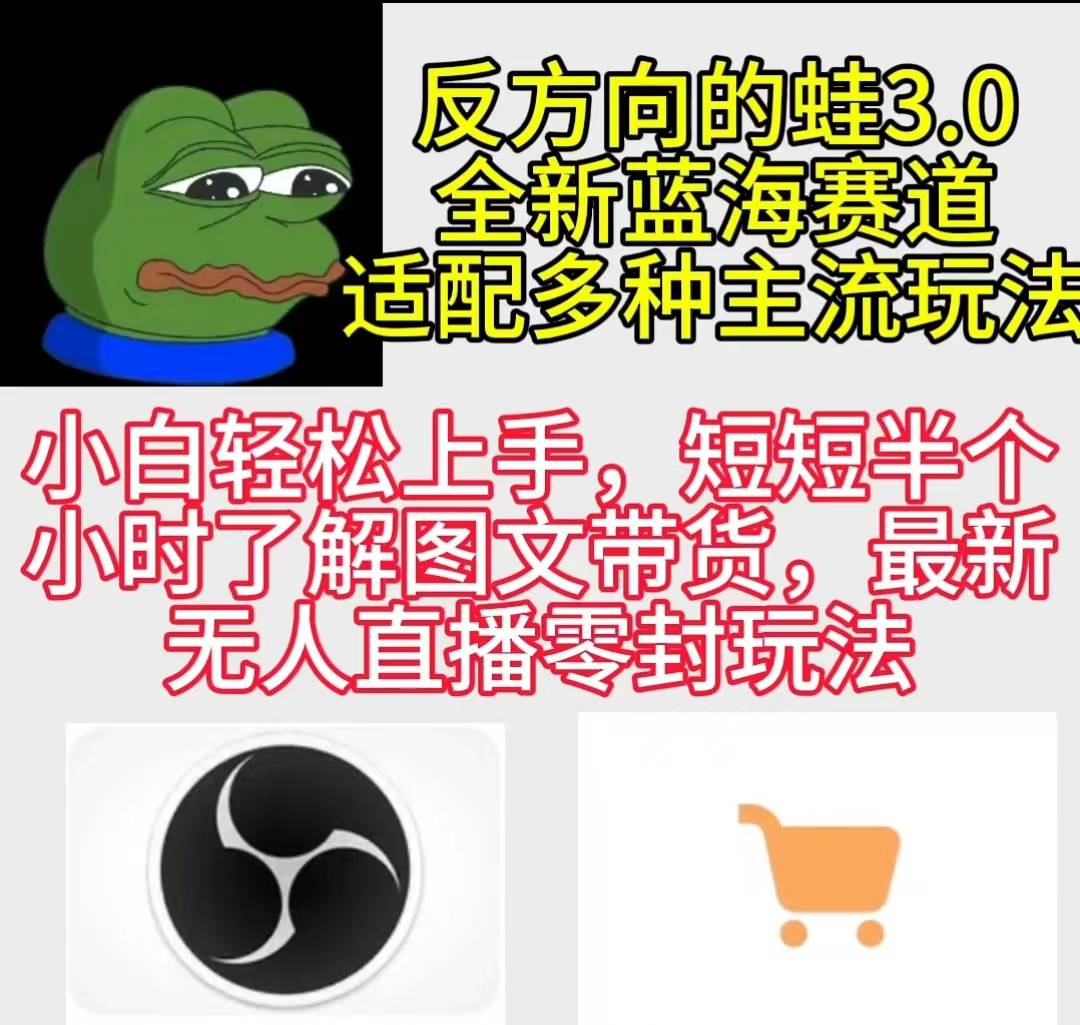 反方向的蛙3.0
全新蓝海赛道
适配多种主流玩法
小白轻松上手，短短半个
小时了解图文带货，最新
无人直播零封玩法